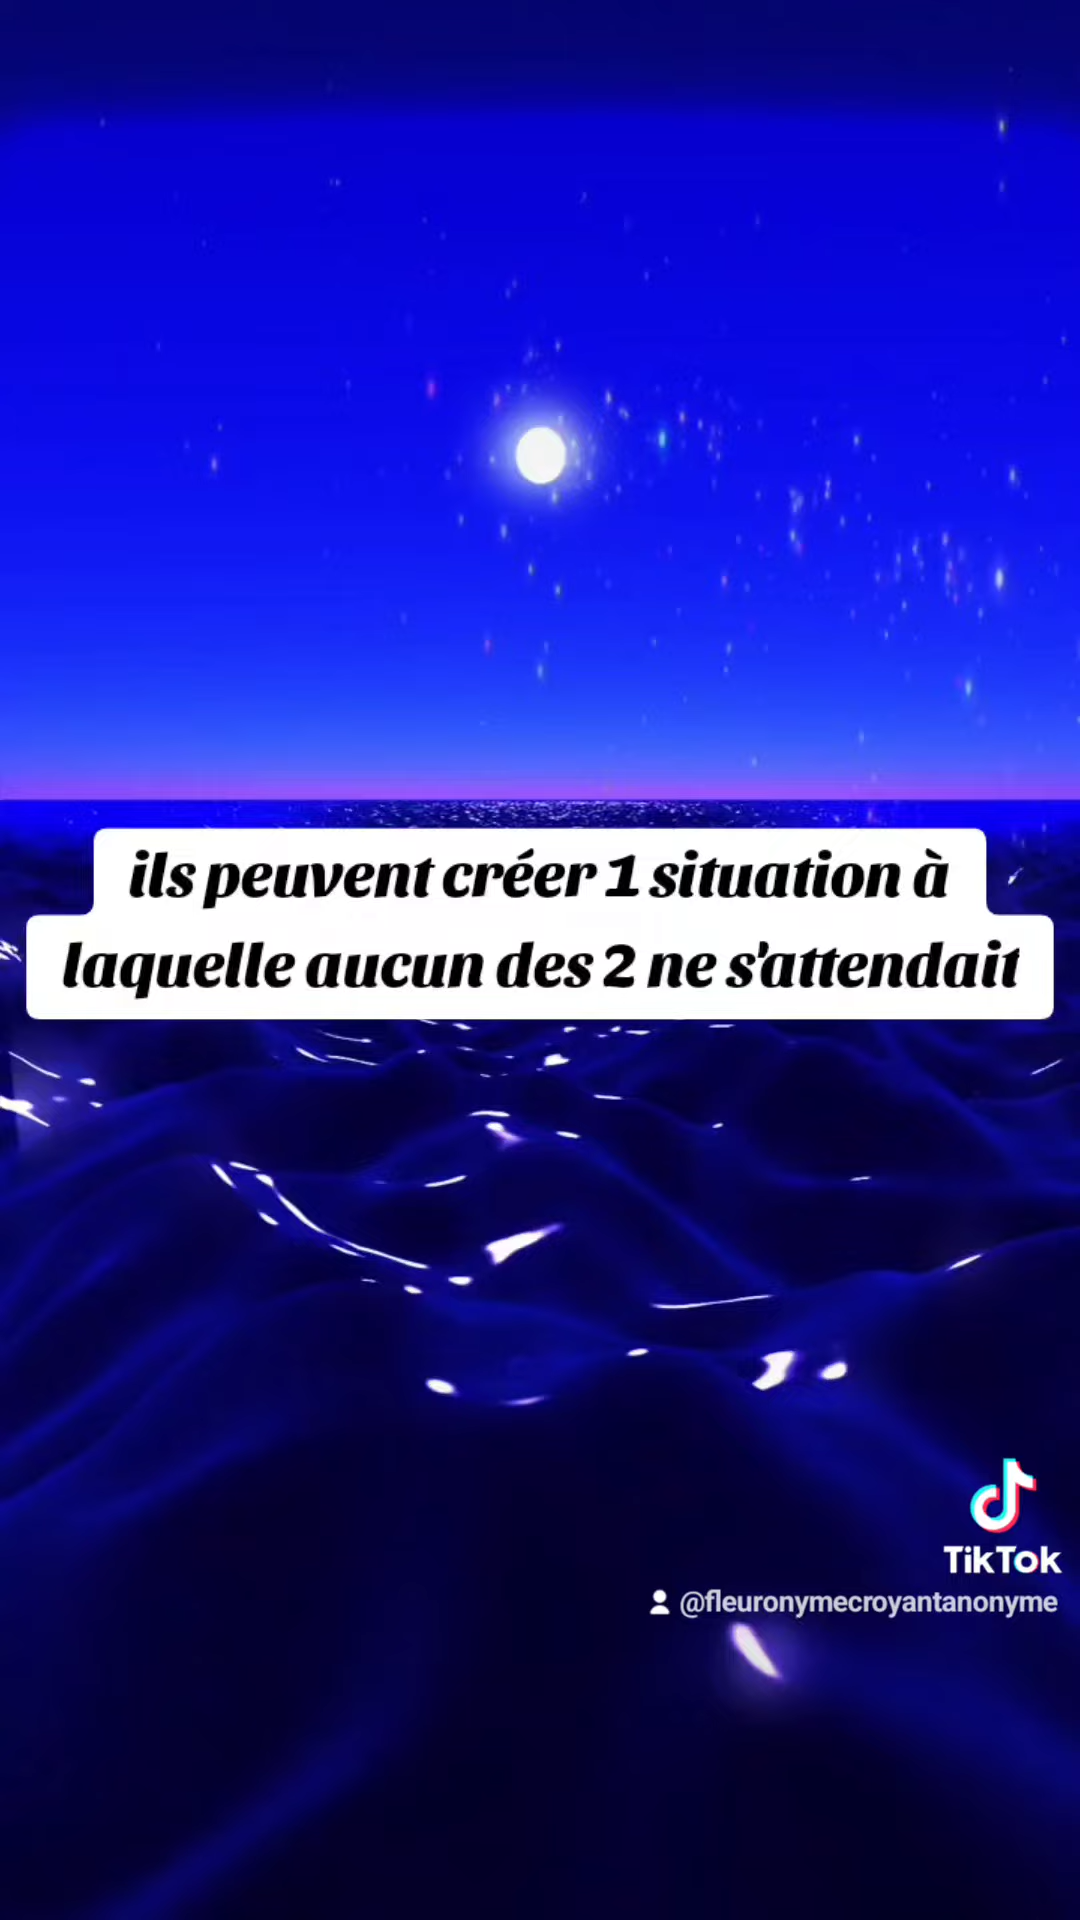 ils peuvent créer 1 situation à
laquelle aucun des 2 ne s'attendait
TikTok
@fleuronymecroyantanonyme